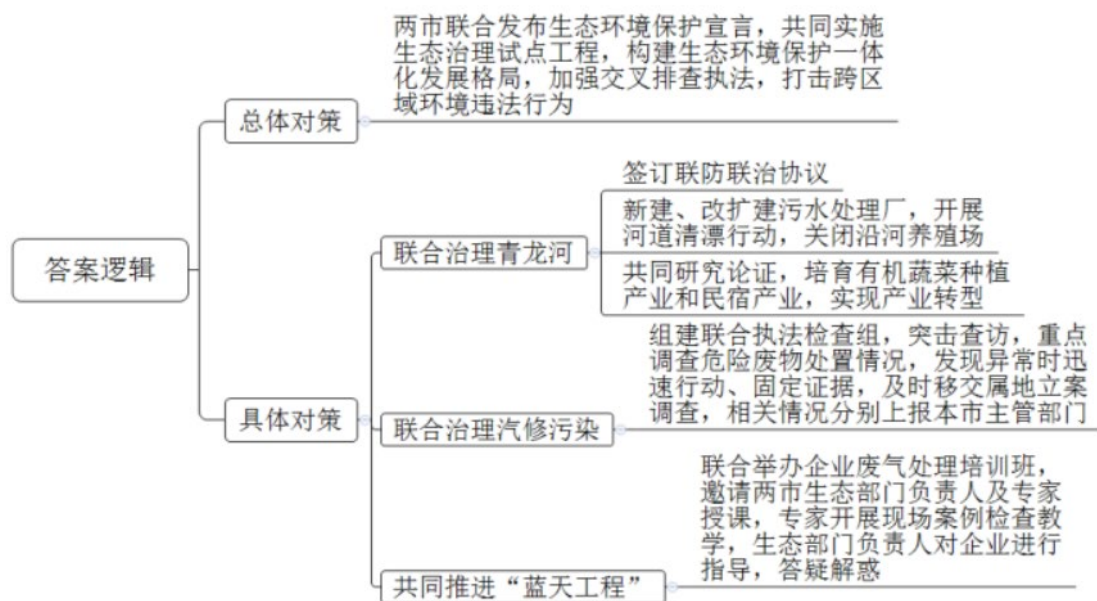 两市联合发布生态环境保护宣言，共同实施
生态治理试点工程，构建生态环境保护一体
化发展格局，加强交叉排查执法，打击跨区
域环境违法行为
总体对策
签订联防联治协议
新建、改扩建污水处理厂，开展
河道清漂行动，关闭沿河养殖场
联合治理青龙河
共同研究论证，培育有机蔬菜种植
产业和民宿产业，实现产业转型
答案逻辑
组建联合执法检查组，突击查访，重点
调查危险废物处置情况，发现异常时迅
速行动、固定证据，及时移交属地立案
调查，相关情况分别上报本市主管部门
具体对策
联合治理汽修污染
联合举办企业废气处理培训班，
邀请两市生态部门负责人及专家
授课，专家开展现场案例检查教
学，生态部门负责人对企业进行
指导，答疑解惑
共同推进“蓝天工程”